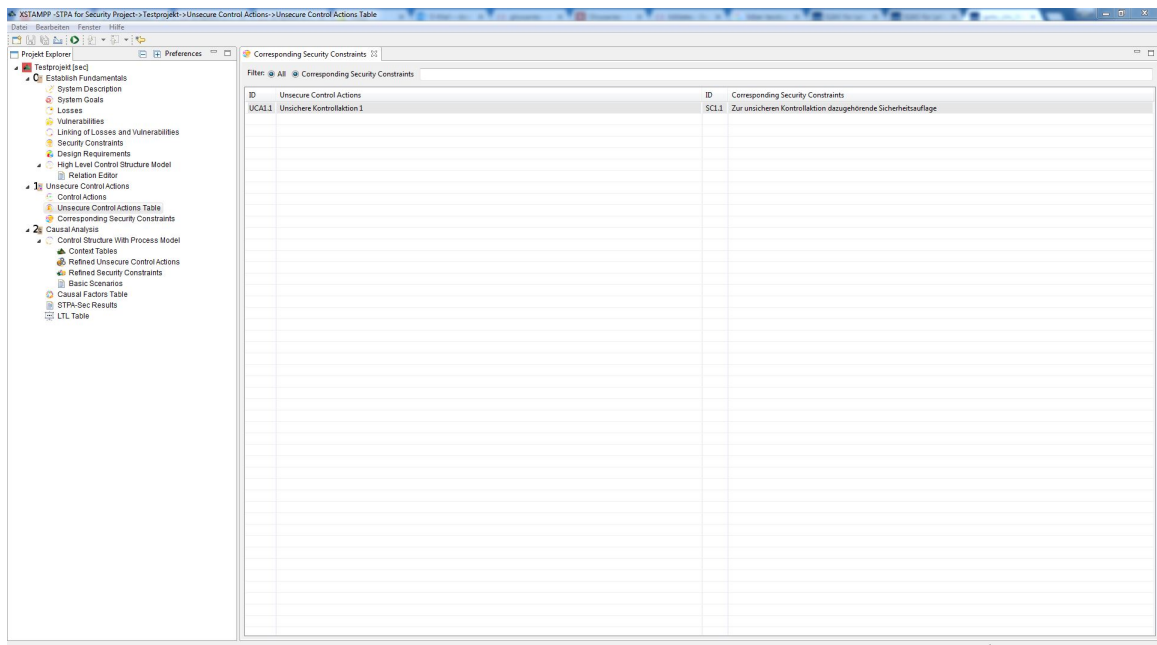 XSTAMPP -STPA for Security Project->Testprojekt->Unsecure Control Actions->Unsecure Control Actions Table
Datei Bearbeiten Fenster Hilfe
Projekt Explorer
Preferences
Testprojekt [sec]
0 Establish Fundamentals
System Description
System Goals
Losses
Vulnerabilities
Linking of Losses and Vulnerabilities
Security Constraints
Design Requirements
High Level Control Structure Model
Relation Editor
1 Unsecure Control Actions
Control Actions
Unsecure Control Actions Table
Corresponding Security Constraints
2 Causal Analysis
Control Structure With Process Model
Context Tables
Refined Unsecure Control Actions
Refined Security Constraints
Basic Scenarios
Causal Factors Table
STPA-Sec Results
LTL Table
Corresponding Security Constraints
Filter: All Corresponding Security Constraints
ID Unsecure Control Actions ID Corresponding Security Constraints
UCA1.1 Unsichere Kontrollaktion 1 SC1.1 Zur unsicheren Kontrollaktion dazugehörende Sicherheitsauflage